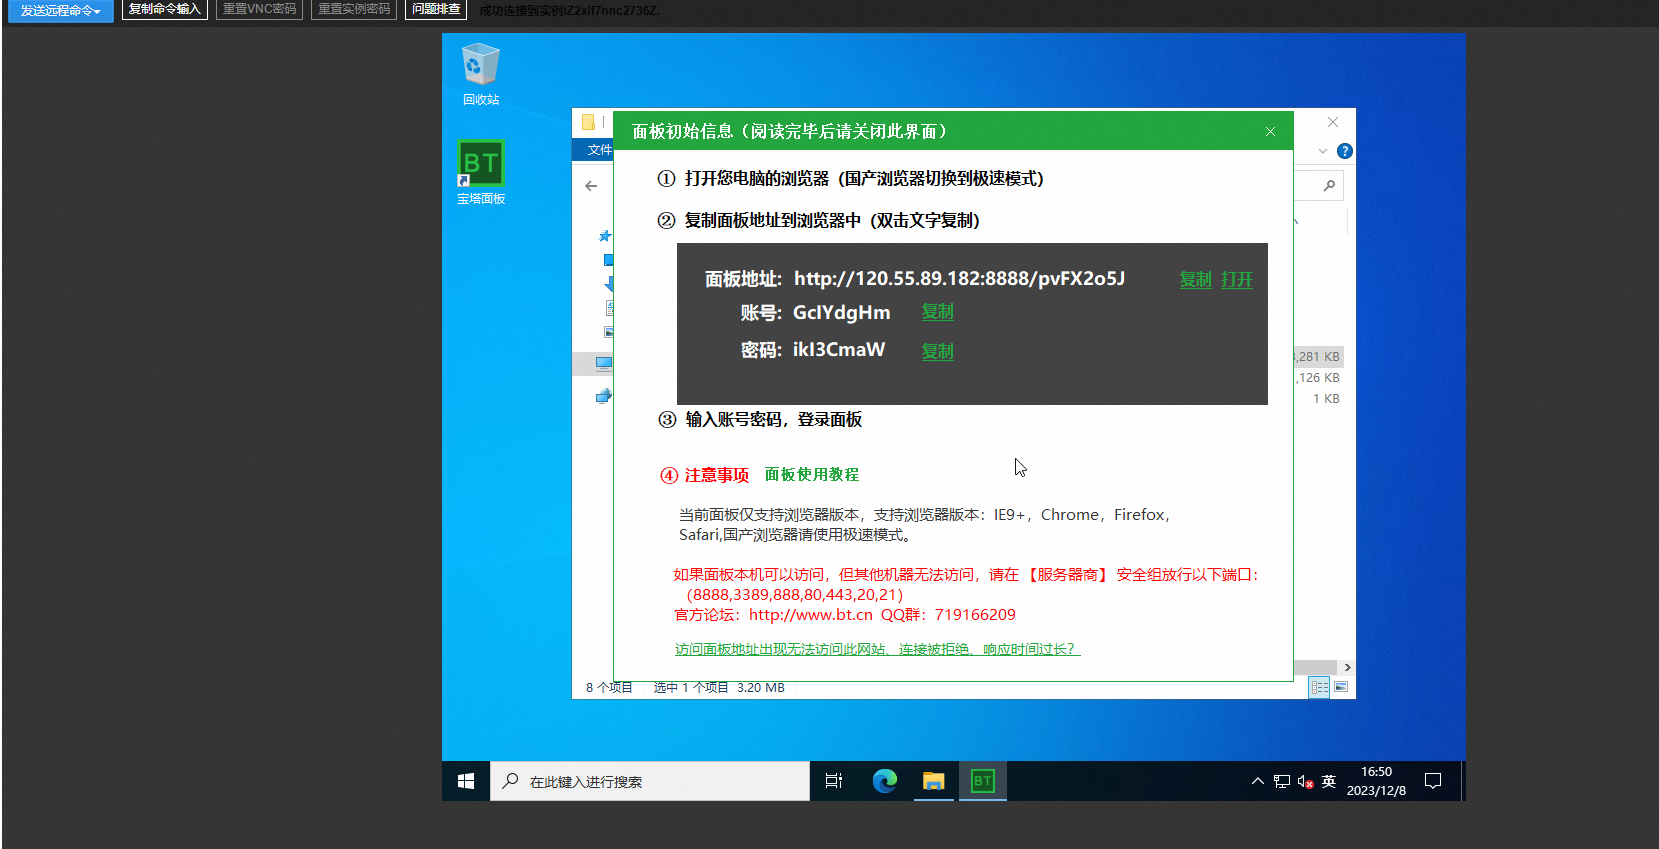 发送远程命令 复制命令输入 重置VNC密码 重置实例密码 问题排查 成功连接到实例iZ2xlf7nnc2736Z.
回收站
BT
宝塔面板
文件
面板初始信息（阅读完毕后请关闭此界面）
① 打开您电脑的浏览器（国产浏览器切换到极速模式）
② 复制面板地址到浏览器中（双击文字复制）
面板地址: http://120.55.89.182:8888/pvFX2o5J 复制 打开
账号: GclYdgHm 复制
密码: ikI3CmaW 复制
③ 输入账号密码，登录面板
④ 注意事项 面板使用教程
当前面板仅支持浏览器版本，支持浏览器版本：IE9+，Chrome，Firefox，
Safari,国产浏览器请使用极速模式。
如果面板本机可以访问，但其他机器无法访问，请在 【服务器商】 安全组放行以下端口：
(8888,3389,888,80,443,20,21)
官方论坛：http://www.bt.cn QQ群：719166209
访问面板地址出现无法访问此网站、连接被拒绝、响应时间过长？
,281 KB
,126 KB
1 KB
8 个项目 选中 1 个项目 3.20 MB
在此键入进行搜索
BT
英
16:50
2023/12/8